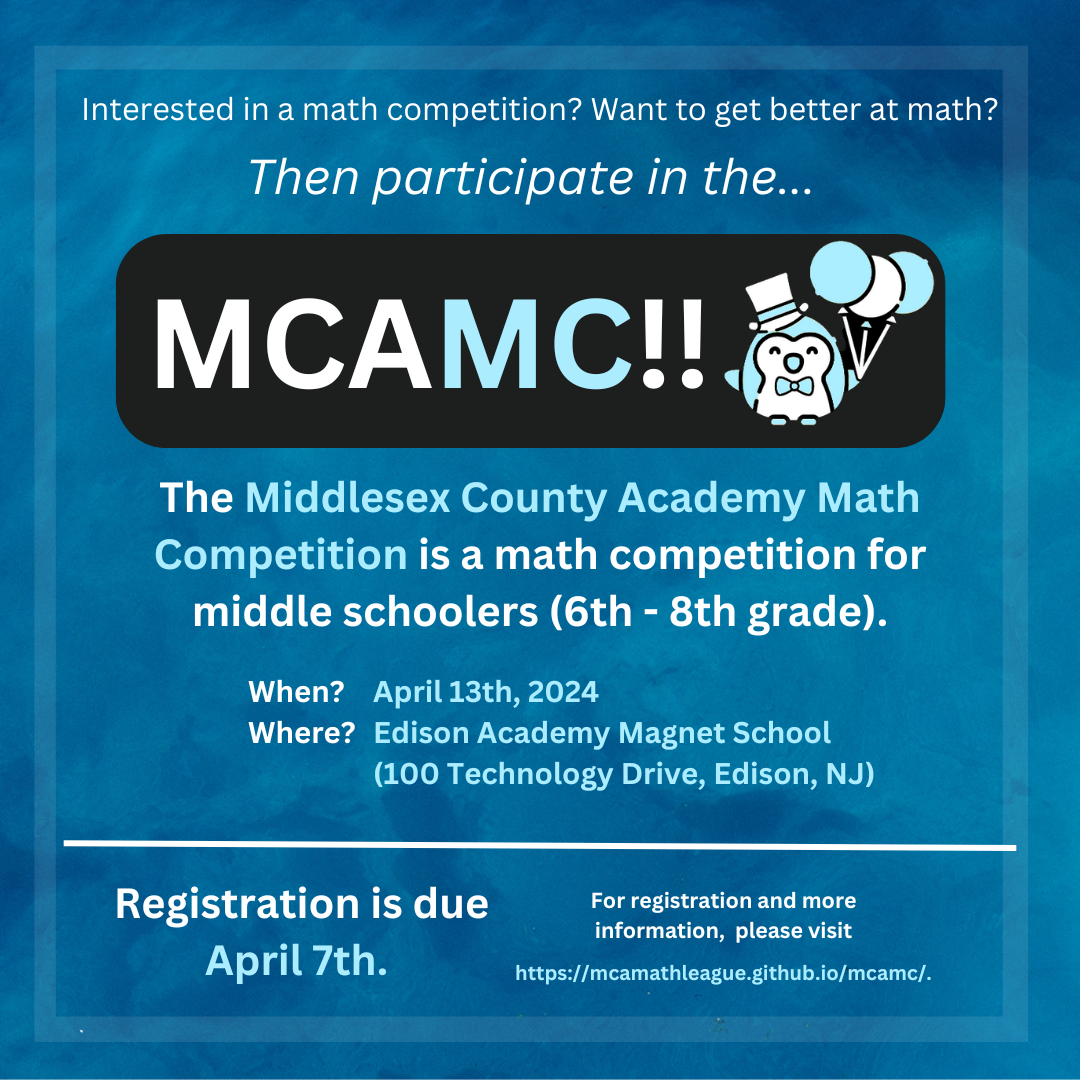 Interested in a math competition? Want to get better at math?
Then participate in the...
MCAMC!!
The Middlesex County Academy Math
Competition is a math competition for
middle schoolers (6th - 8th grade).
When? April 13th, 2024
Where? Edison Academy Magnet School
(100 Technology Drive, Edison, NJ)
Registration is due
April 7th.
For registration and more
information, please visit
https://mcamathleague.github.io/mcamc/.